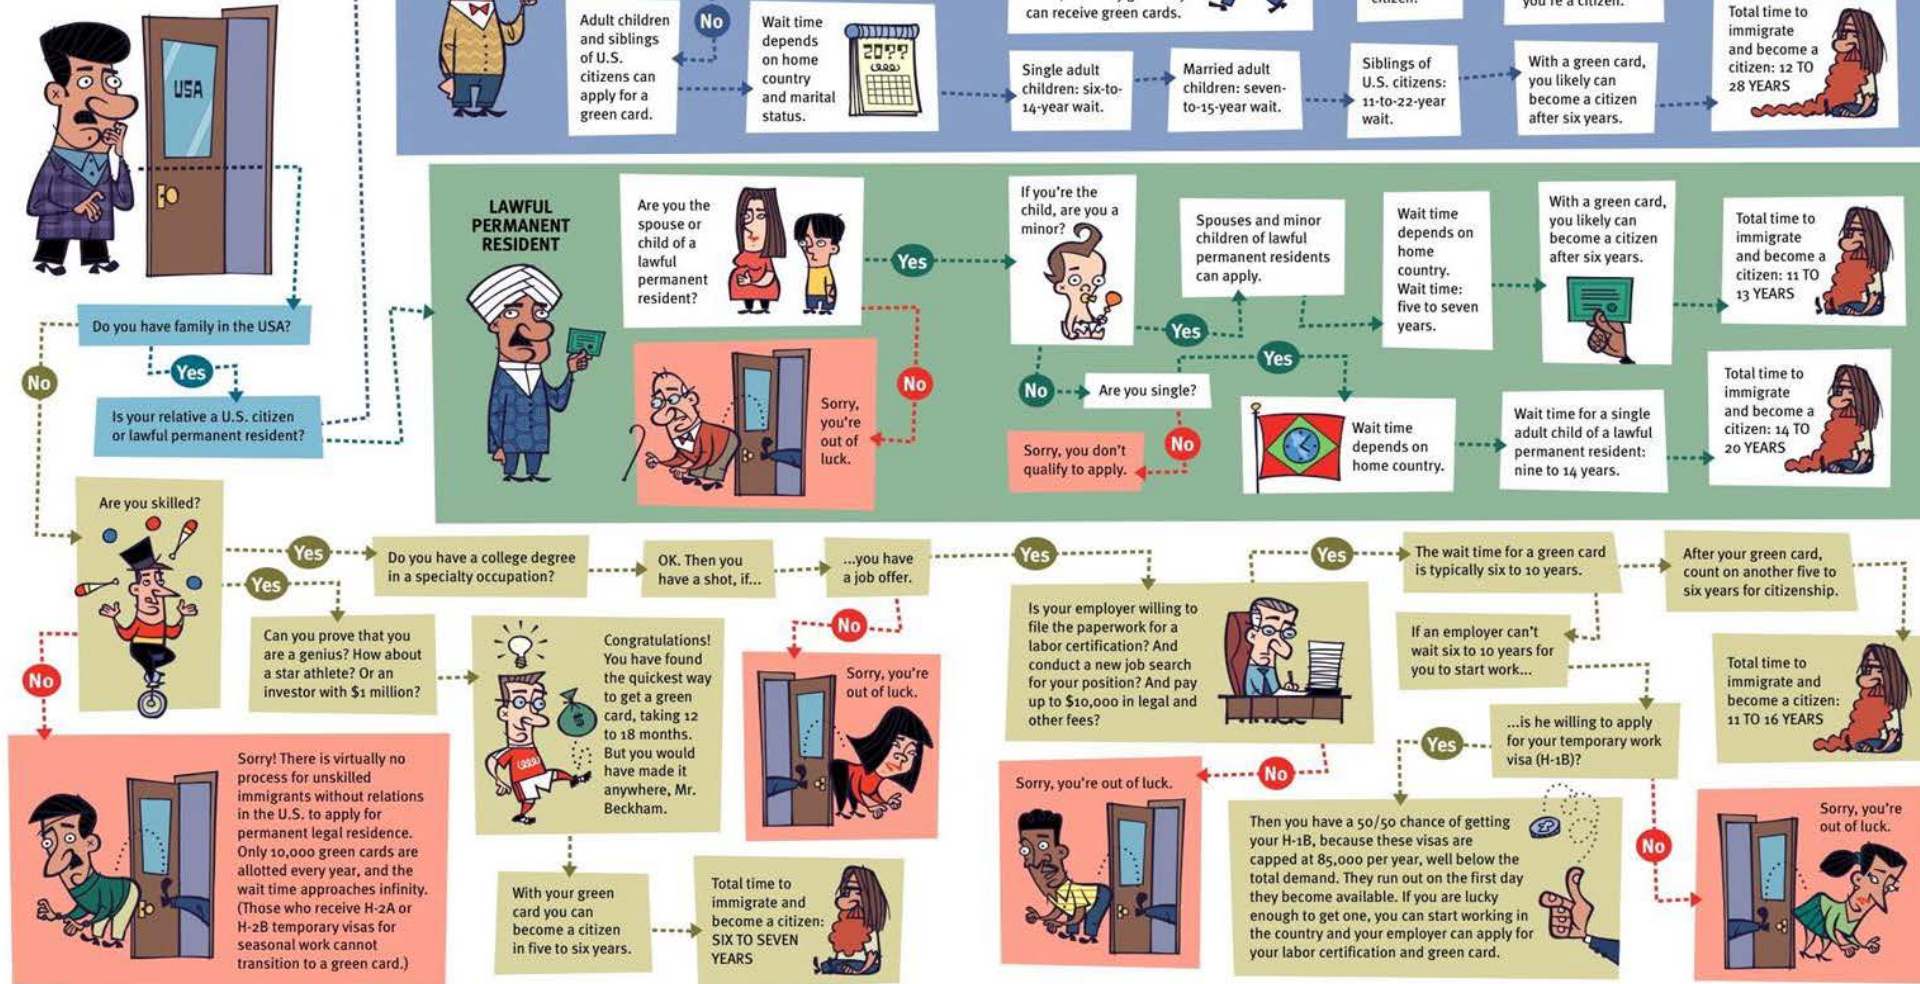 USA
Do you have family in the USA?
Yes
No
Is your relative a U.S. citizen
or lawful permanent resident?
Adult children
and siblings
of U.S.
citizens can
apply for a
green card.
No
Wait time
depends
on home
country
and marital
status.
20??
can receive green cards.
Single adult
children: six-to-
14-year wait.
Married adult
children: seven-
to-15-year wait.
Siblings of
U.S. citizens:
11-to-22-year
wait.
you're a citizen.
With a green card,
you likely can
become a citizen
after six years.
Total time to
immigrate
and become a
citizen: 12 TO
28 YEARS
LAWFUL
PERMANENT
RESIDENT
Are you the
spouse or
child of a
lawful
permanent
resident?
Yes
No
Sorry,
you're
out of
luck.
If you're the
child, are you a
minor?
Yes
No
Spouses and minor
children of lawful
permanent residents
can apply.
Wait time
depends on
home
country.
Wait time:
five to seven
years.
With a green card,
you likely can
become a citizen
after six years.
Total time to
immigrate
and become a
citizen: 11 TO
13 YEARS
Are you single?
Yes
No
Sorry, you don't
qualify to apply.
Wait time
depends on
home country.
Wait time for a single
adult child of a lawful
permanent resident:
nine to 14 years.
Total time to
immigrate
and become a
citizen: 14 TO
20 YEARS
Are you skilled?
Yes
Yes
No
Sorry! There is virtually no
process for unskilled
immigrants without relations
in the U.S. to apply for
permanent legal residence.
Only 10,000 green cards are
allotted every year, and the
wait time approaches infinity.
(Those who receive H-2A or
H-2B temporary visas for
seasonal work cannot
transition to a green card.)
Can you prove that you
are a genius? How about
a star athlete? Or an
investor with $1 million?
$
Congratulations!
You have found
the quickest way
to get a green
card, taking 12
to 18 months.
But you would
have made it
anywhere, Mr.
Beckham.
With your green
card you can
become a citizen
in five to six years.
Total time to
immigrate and
become a citizen:
SIX TO SEVEN
YEARS
Do you have a college degree
in a specialty occupation?
OK. Then you
have a shot, if...
...you have
a job offer.
No
Sorry, you're
out of luck.
Yes
Is your employer willing to
file the paperwork for a
labor certification? And
conduct a new job search
for your position? And pay
up to $10,000 in legal and
other fees?
No
Sorry, you're out of luck.
Yes
The wait time for a green card
is typically six to 10 years.
After your green card,
count on another five to
six years for citizenship.
Total time to
immigrate and
become a citizen:
11 TO 16 YEARS
If an employer can't
wait six to 10 years for
you to start work...
...is he willing to apply
for your temporary work
visa (H-1B)?
Yes
Then you have a 50/50 chance of getting
your H-1B, because these visas are
capped at 85,000 per year, well below the
total demand. They run out on the first day
they become available. If you are lucky
enough to get one, you can start working in
the country and your employer can apply for
your labor certification and green card.
No
Sorry, you're
out of luck.